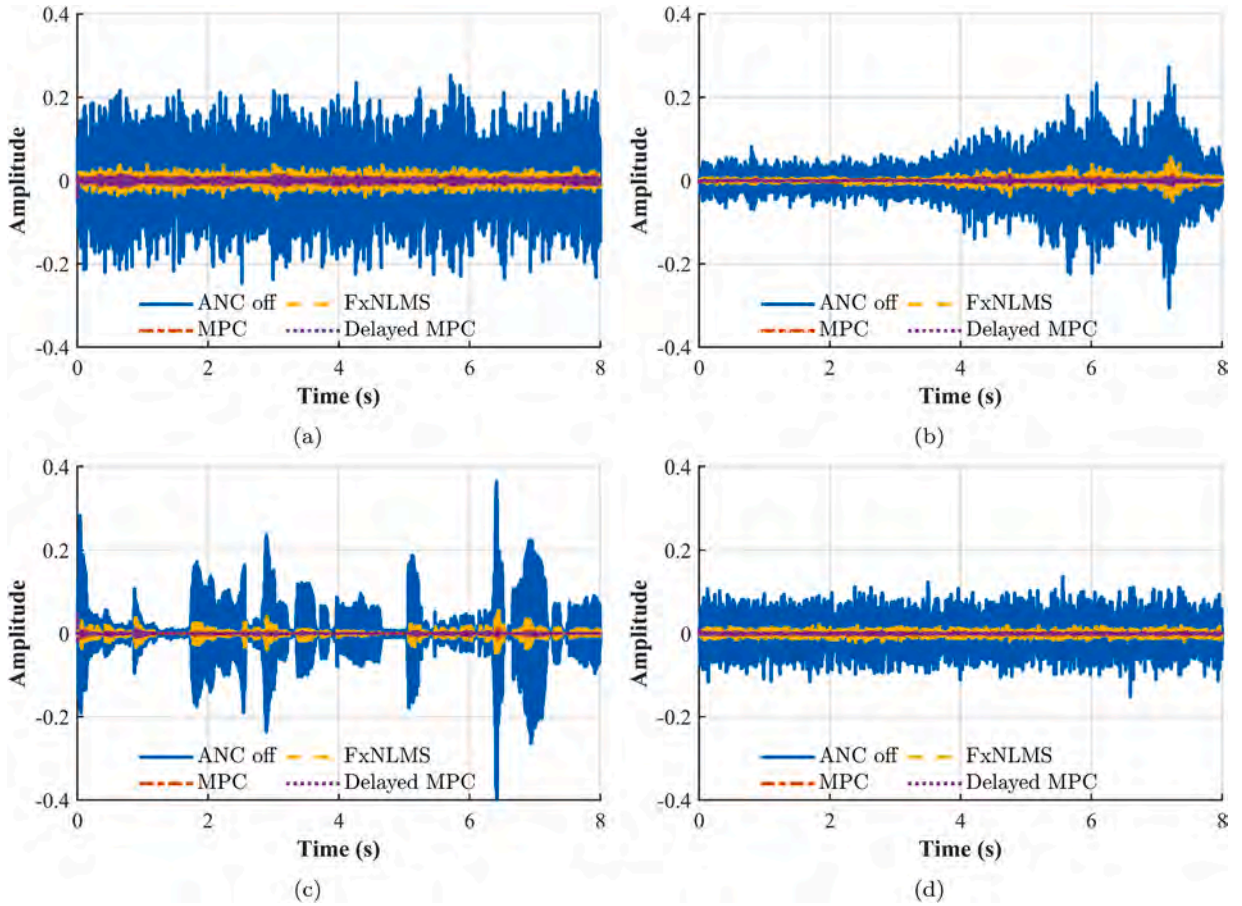 0.4
0.2
0
-0.2
-0.4
Amplitude
ANC off FxNLMS
MPC Delayed MPC
0 2 4 6 8
Time (s)
(a)
0.4
0.2
0
-0.2
-0.4
Amplitude
ANC off FxNLMS
MPC Delayed MPC
0 2 4 6 8
Time (s)
(b)
0.4
0.2
0
-0.2
-0.4
Amplitude
ANC off FxNLMS
MPC Delayed MPC
0 2 4 6 8
Time (s)
(c)
0.4
0.2
0
-0.2
-0.4
Amplitude
ANC off FxNLMS
MPC Delayed MPC
0 2 4 6 8
Time (s)
(d)